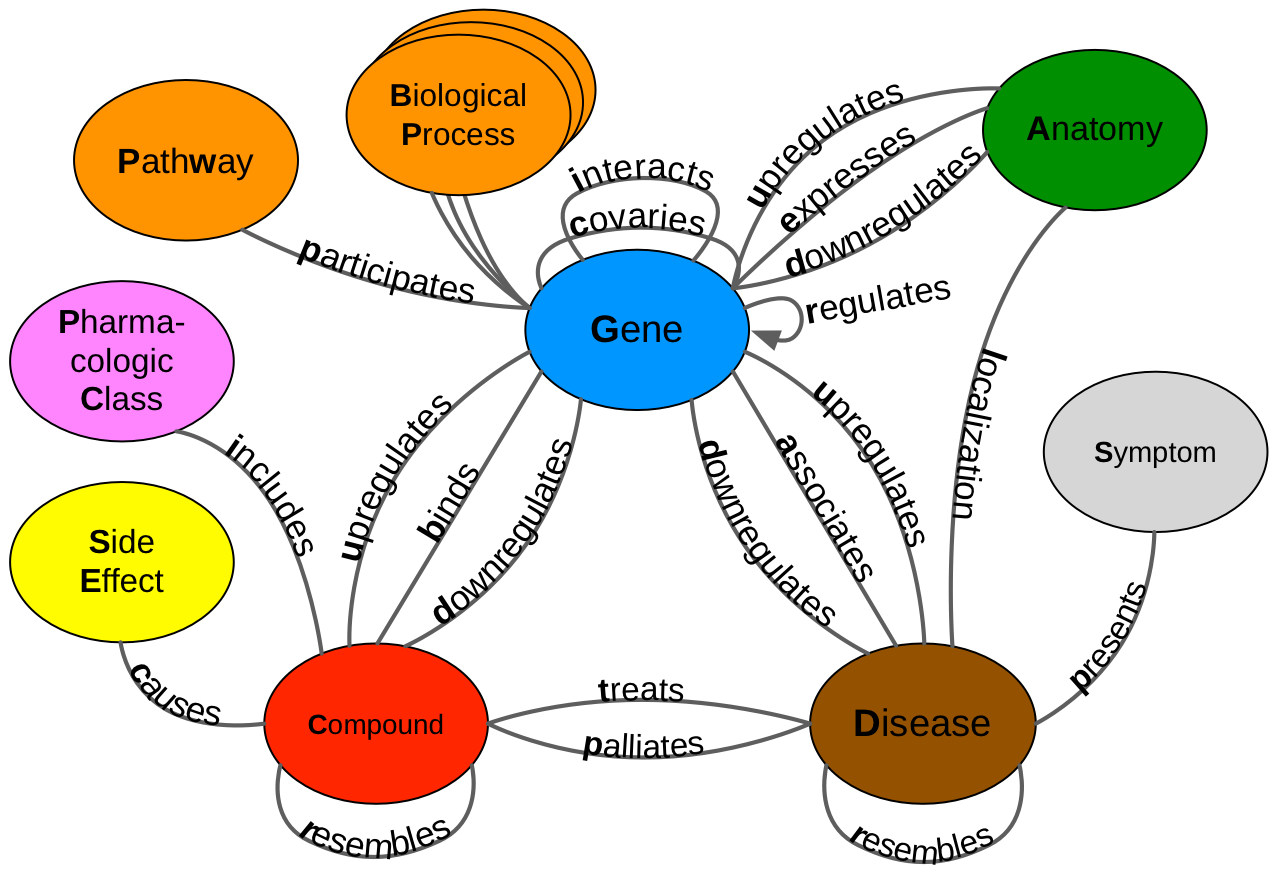 Biological
Process
Pathway
Anatomy
upregulates
expresses
downregulates
interacts
covaries
participates
regulates
Gene
Pharma-
cologic
Class
localization
Symptom
includes
upregulates
binds
downregulates
downregulates
associates
upregulates
Side
Effect
presents
causes
treats
Compound
Disease
palliates
resembles
resembles